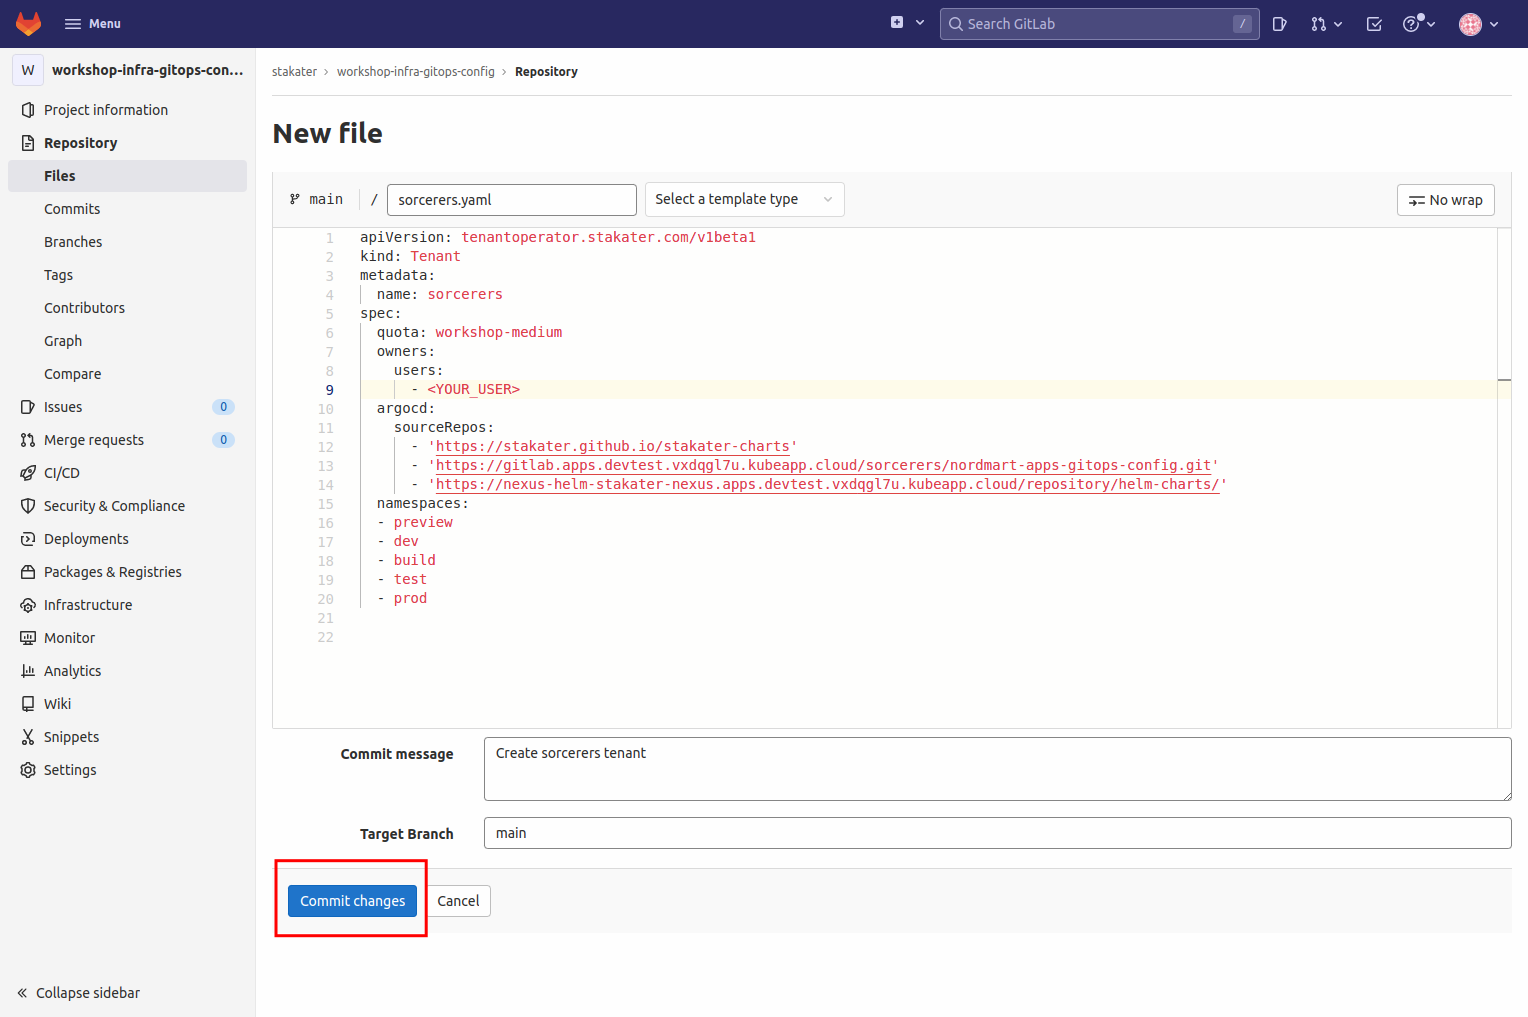 Menu
Search GitLab
/
W
workshop-infra-gitops-con...
Project information
Repository
Files
Commits
Branches
Tags
Contributors
Graph
Compare
Issues 0
Merge requests 0
CI/CD
Security & Compliance
Deployments
Packages & Registries
Infrastructure
Monitor
Analytics
Wiki
Snippets
Settings
Collapse sidebar
stakater › workshop-infra-gitops-config › Repository
New file
main / sorcerers.yaml Select a template type No wrap
1 apiVersion: tenantoperator.stakater.com/v1beta1
2 kind: Tenant
3 metadata:
4 name: sorcerers
5 spec:
6 quota: workshop-medium
7 owners:
8 users:
9 - <YOUR_USER>
10 argocd:
11 sourceRepos:
12 - 'https://stakater.github.io/stakater-charts'
13 - 'https://gitlab.apps.devtest.vxdqgl7u.kubeapp.cloud/sorcerers/nordmart-apps-gitops-config.git'
14 - 'https://nexus-helm-stakater-nexus.apps.devtest.vxdqgl7u.kubeapp.cloud/repository/helm-charts/'
15 namespaces:
16 - preview
17 - dev
18 - build
19 - test
20 - prod
21
22
Commit message
Create sorcerers tenant
Target Branch
main
Commit changes
Cancel